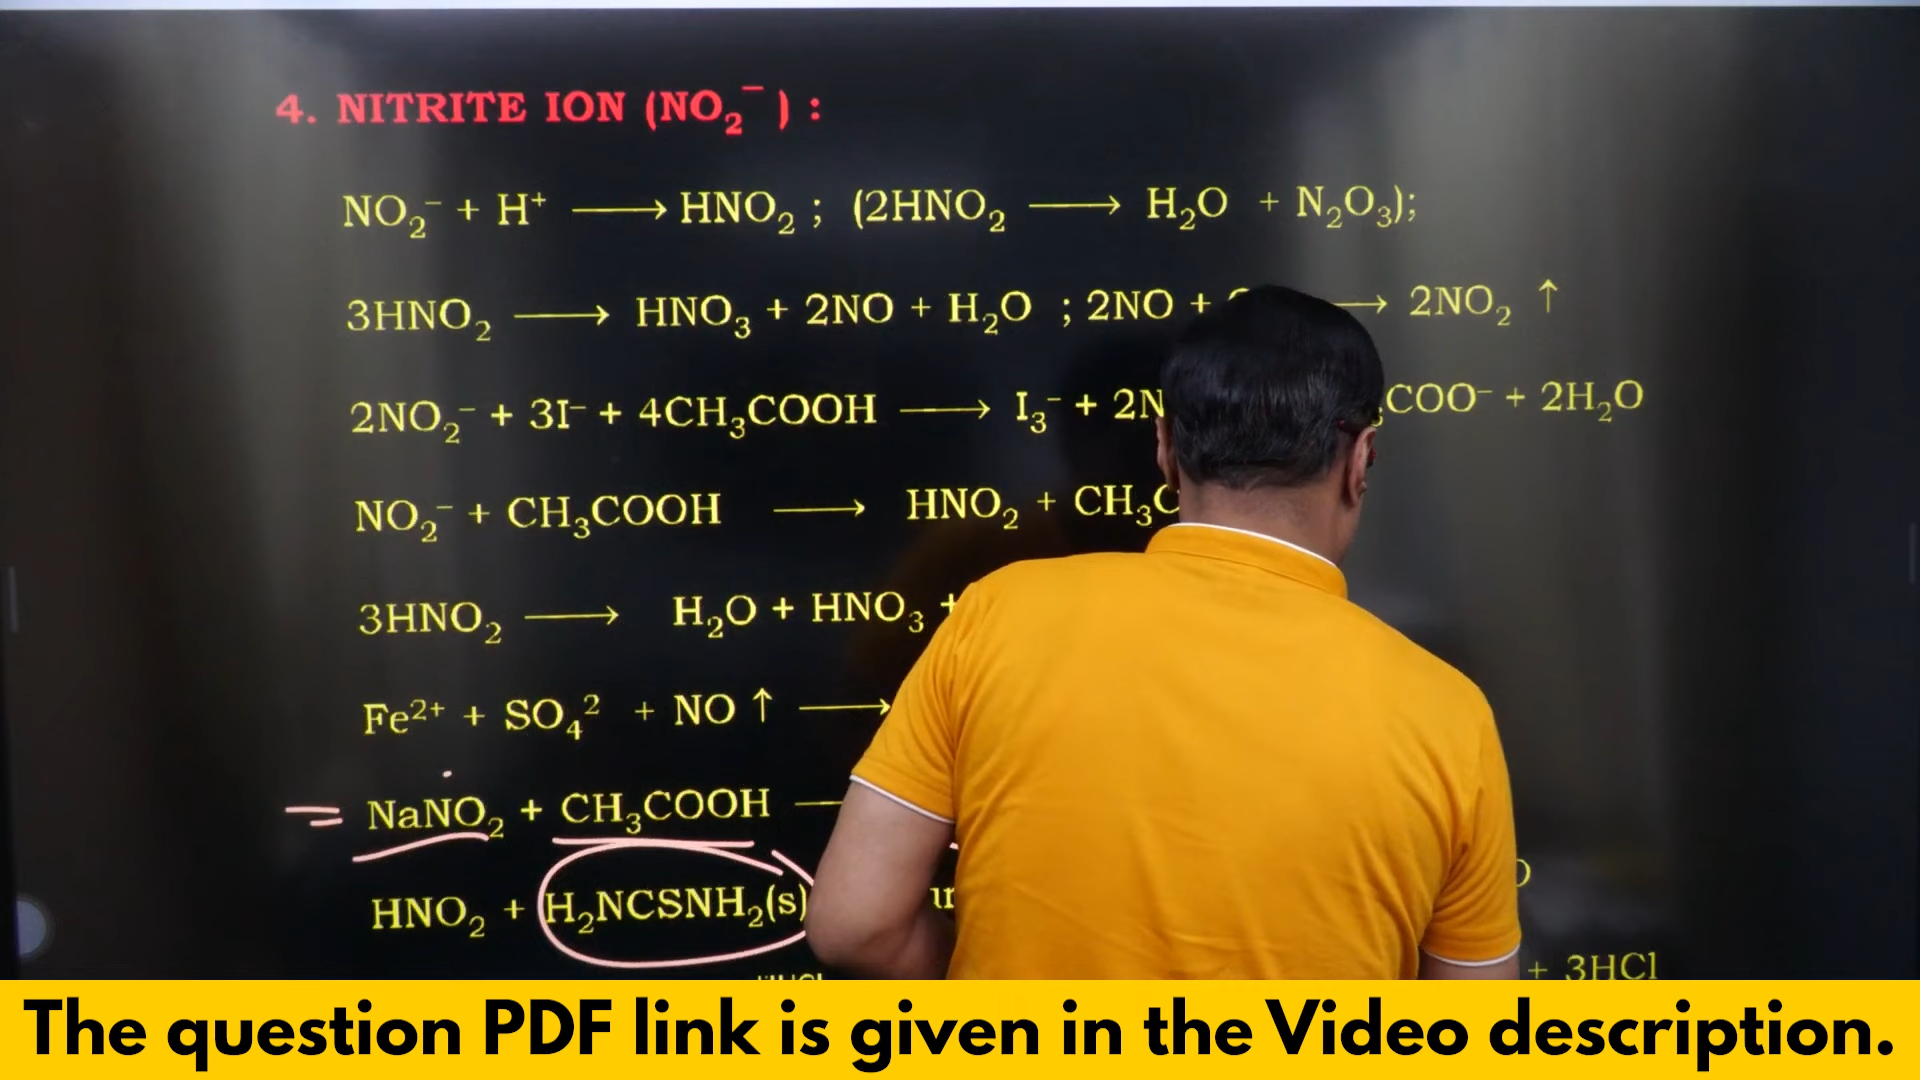 4. NITRITE ION (NO₂⁻) :
NO₂⁻ + H⁺ ⟶ HNO₂ ; (2HNO₂ ⟶ H₂O + N₂O₃);
3HNO₂ ⟶ HNO₃ + 2NO + H₂O ; 2NO + ⟶ 2NO₂ ↑
2NO₂⁻ + 3I⁻ + 4CH₃COOH ⟶ I₃⁻ + 2N ₃COO⁻ + 2H₂O
NO₂⁻ + CH₃COOH ⟶ HNO₂ + CH₃C
3HNO₂ ⟶ H₂O + HNO₃ +
Fe²⁺ + SO₄² + NO ↑ ⟶
NaNO₂ + CH₃COOH —
HNO₂ + H₂NCSNH₂(s)
+ 3HCl
The question PDF link is given in the Video description.